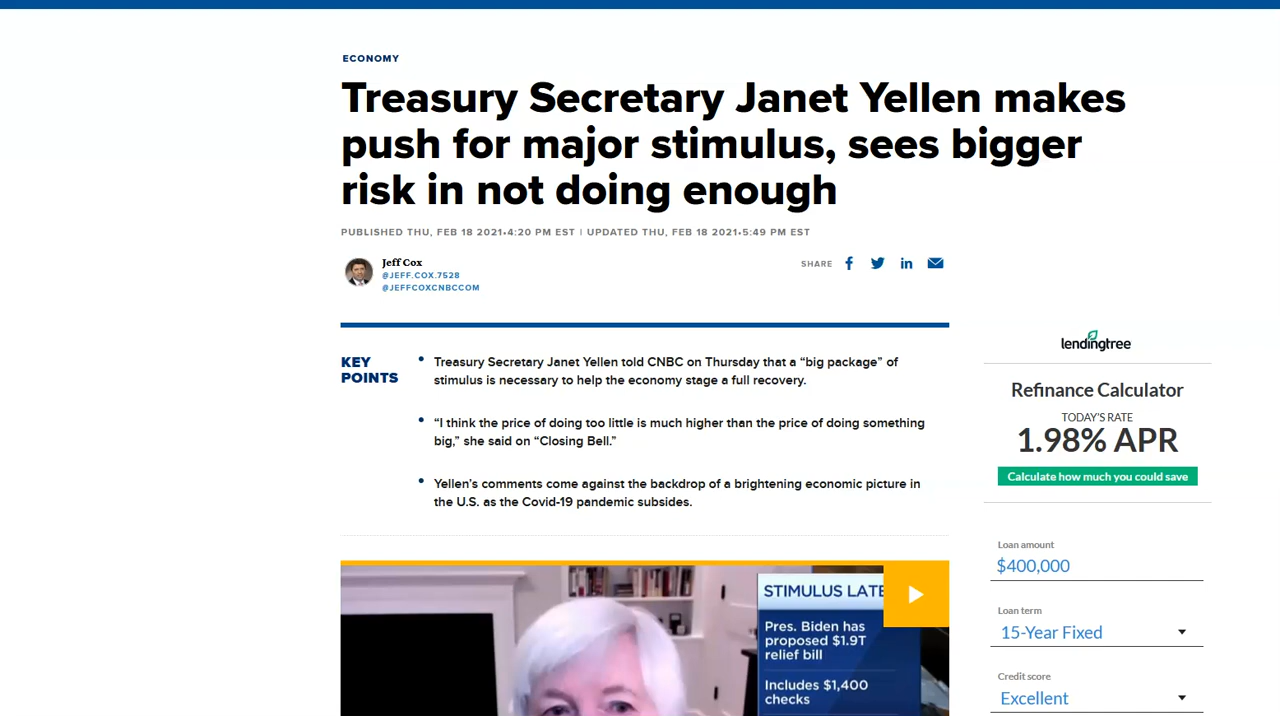 ECONOMY
Treasury Secretary Janet Yellen makes
push for major stimulus, sees bigger
risk in not doing enough
PUBLISHED THU, FEB 18 2021•4:20 PM EST | UPDATED THU, FEB 18 2021•5:49 PM EST
Jeff Cox
@JEFF.COX.7528
@JEFFCOXCNBCCOM
SHARE
KEY
POINTS
• Treasury Secretary Janet Yellen told CNBC on Thursday that a “big package” of
stimulus is necessary to help the economy stage a full recovery.
• “I think the price of doing too little is much higher than the price of doing something
big,” she said on “Closing Bell.”
• Yellen’s comments come against the backdrop of a brightening economic picture in
the U.S. as the Covid-19 pandemic subsides.
STIMULUS LATE
Pres. Biden has
proposed $1.9T
relief bill
Includes $1,400
checks
lendingtree
Refinance Calculator
TODAY'S RATE
1.98% APR
Calculate how much you could save
Loan amount
$400,000
Loan term
15-Year Fixed
Credit score
Excellent